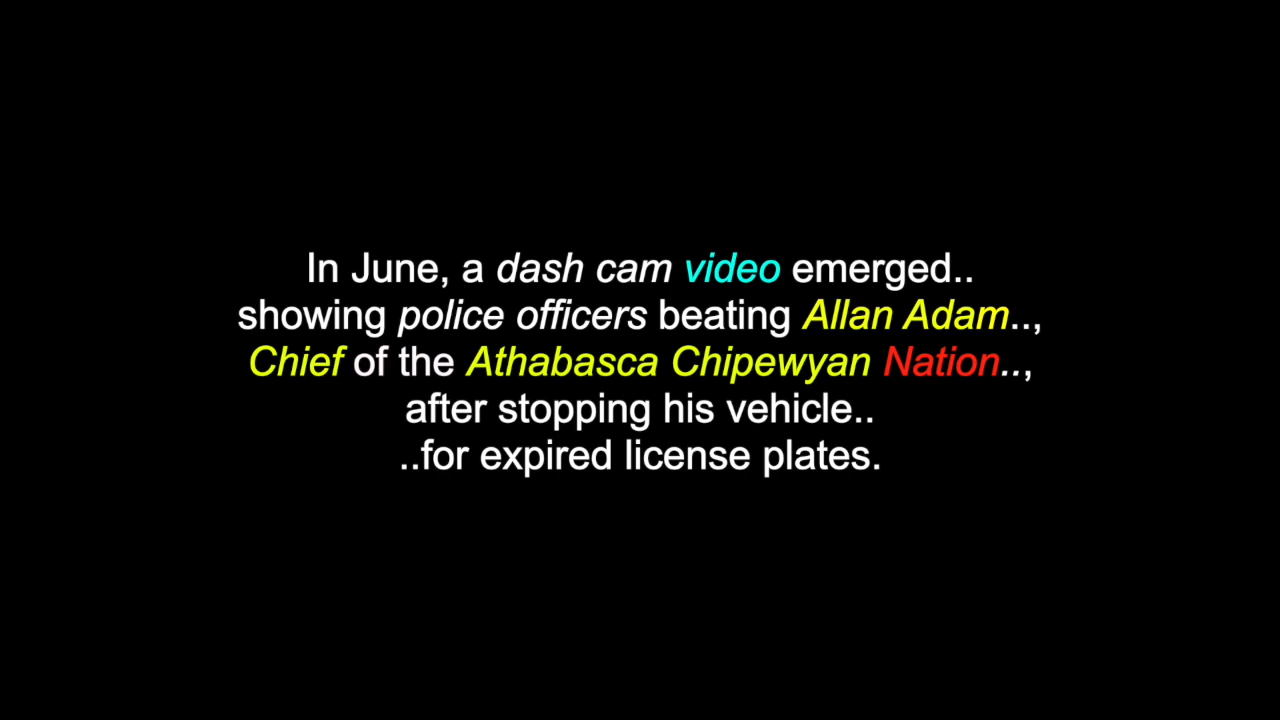 In June, a dash cam video emerged..
showing police officers beating Allan Adam..,
Chief of the Athabasca Chipewyan Nation..,
after stopping his vehicle..
..for expired license plates.